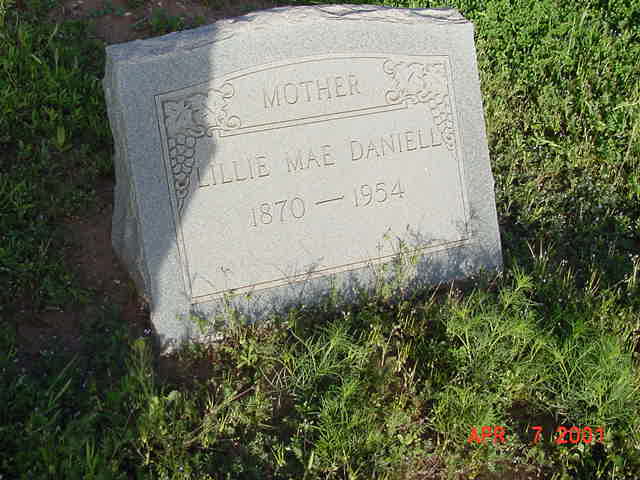 MOTHER
LILLIE MAE DANIELL
1870 — 1954
APR 7 2001